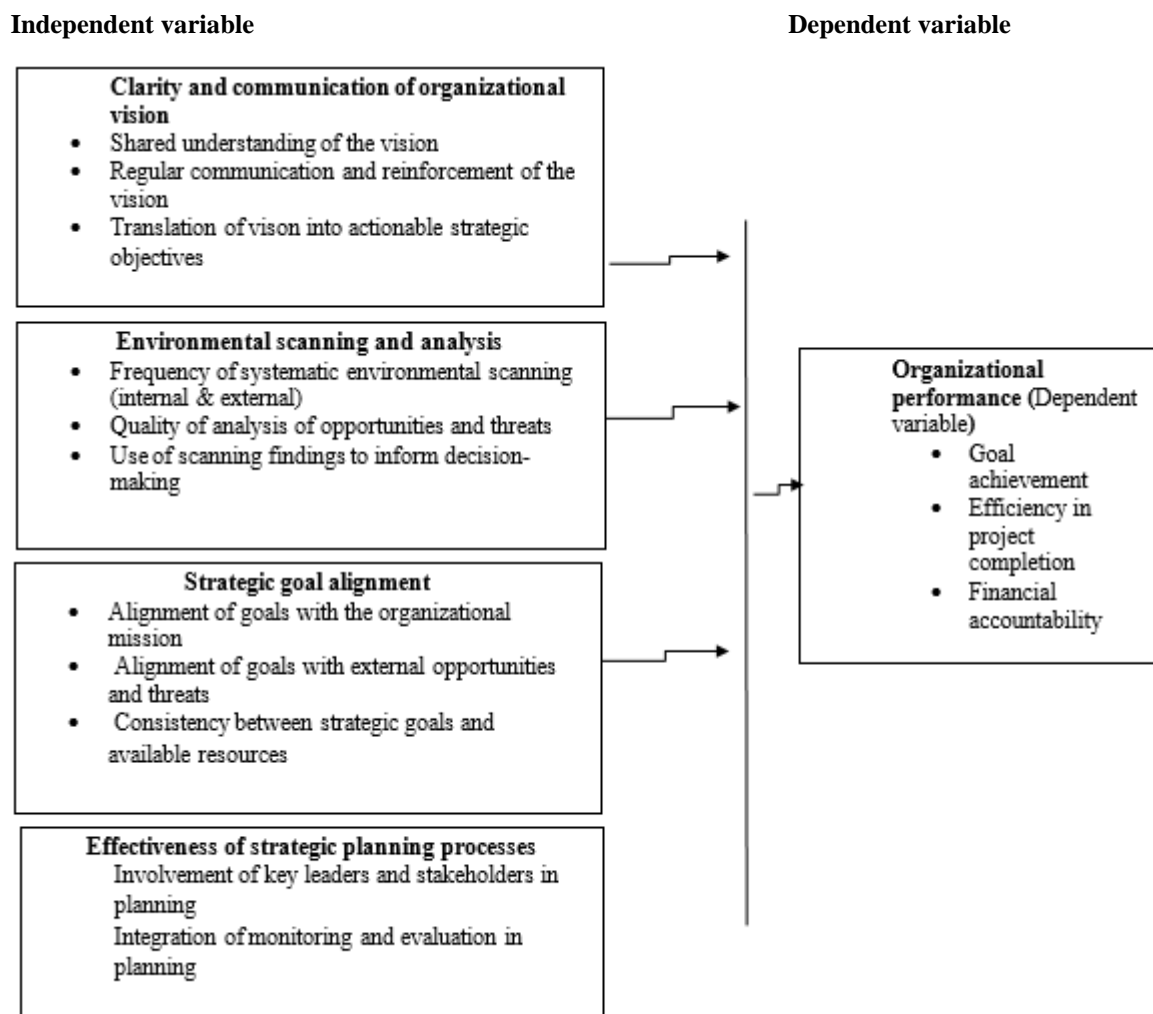 Independent variable
Dependent variable
Clarity and communication of organizational
vision
• Shared understanding of the vision
• Regular communication and reinforcement of the
vision
• Translation of vison into actionable strategic
objectives
Environmental scanning and analysis
• Frequency of systematic environmental scanning
(internal & external)
• Quality of analysis of opportunities and threats
• Use of scanning findings to inform decision-
making
Strategic goal alignment
• Alignment of goals with the organizational
mission
• Alignment of goals with external opportunities
and threats
• Consistency between strategic goals and
available resources
Effectiveness of strategic planning processes
Involvement of key leaders and stakeholders in
planning
Integration of monitoring and evaluation in
planning
Organizational
performance (Dependent
variable)
• Goal
achievement
• Efficiency in
project
completion
• Financial
accountability